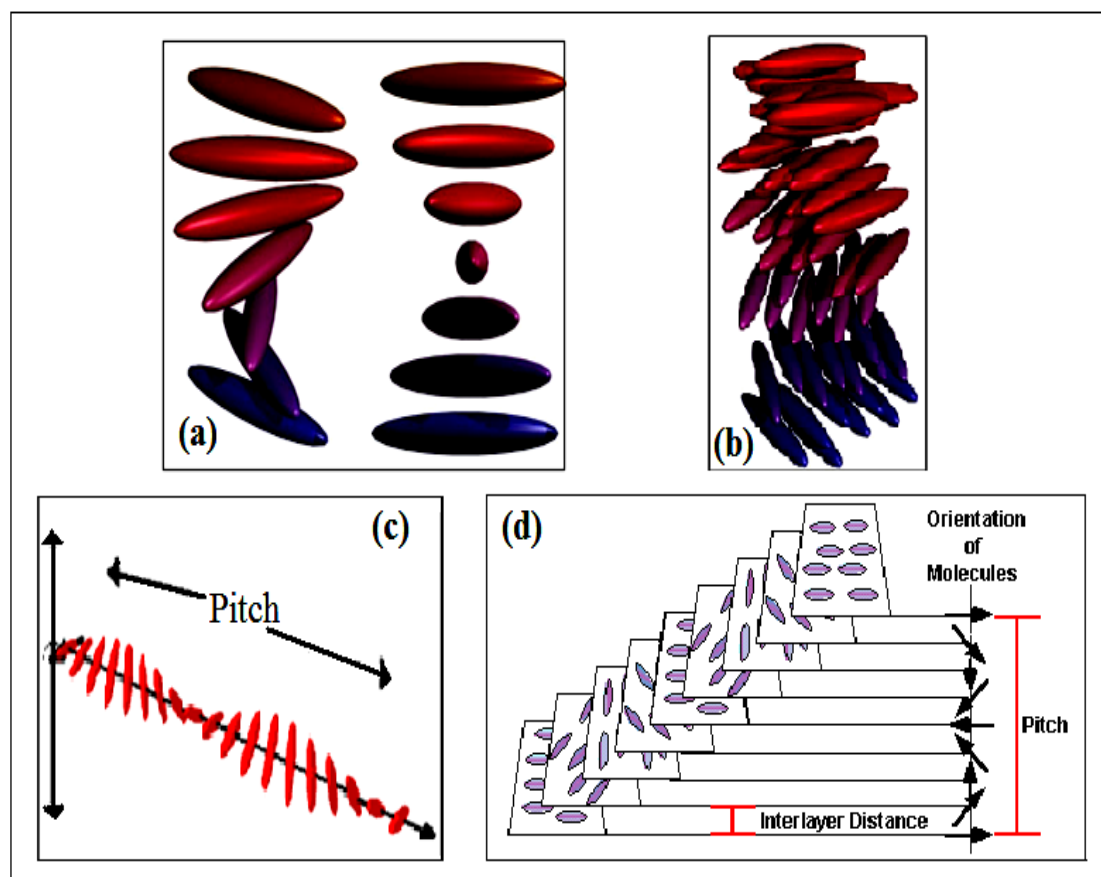 (a)
(b)
(c)
Pitch
(d)
Orientation
of
Molecules
Pitch
Interlayer Distance